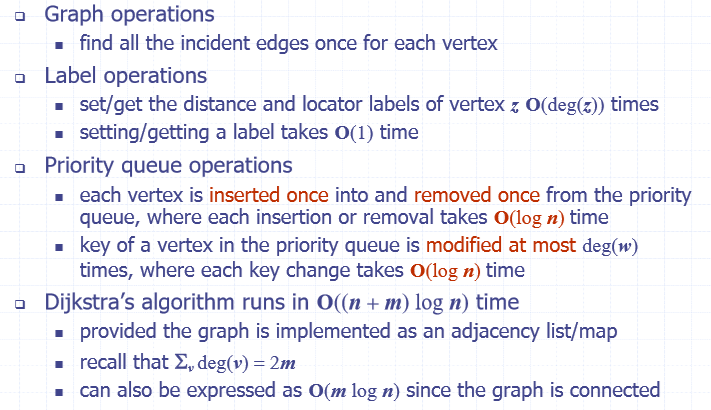 Graph operations
find all the incident edges once for each vertex
Label operations
set/get the distance and locator labels of vertex z O(deg(z)) times
setting/getting a label takes O(1) time
Priority queue operations
each vertex is inserted once into and removed once from the priority
queue, where each insertion or removal takes O(log n) time
key of a vertex in the priority queue is modified at most deg(w)
times, where each key change takes O(log n) time
Dijkstra's algorithm runs in O((n + m) log n) time
provided the graph is implemented as an adjacency list/map
recall that Σv deg(v) = 2m
can also be expressed as O(m log n) since the graph is connected